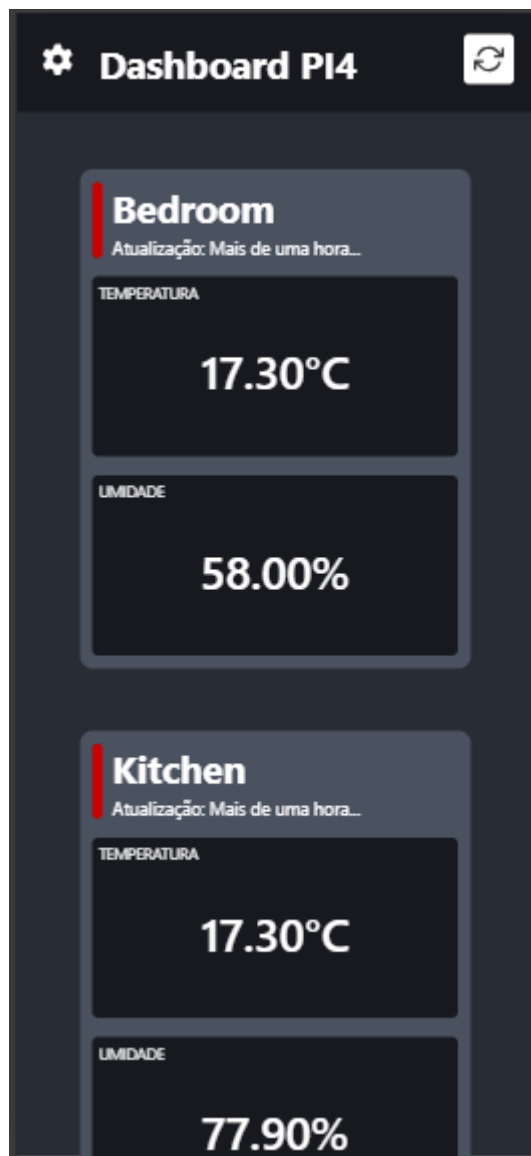 Dashboard PI4
Bedroom
Atualização: Mais de uma hora...
TEMPERATURA
17.30°C
UMIDADE
58.00%
Kitchen
Atualização: Mais de uma hora...
TEMPERATURA
17.30°C
UMIDADE
77.90%